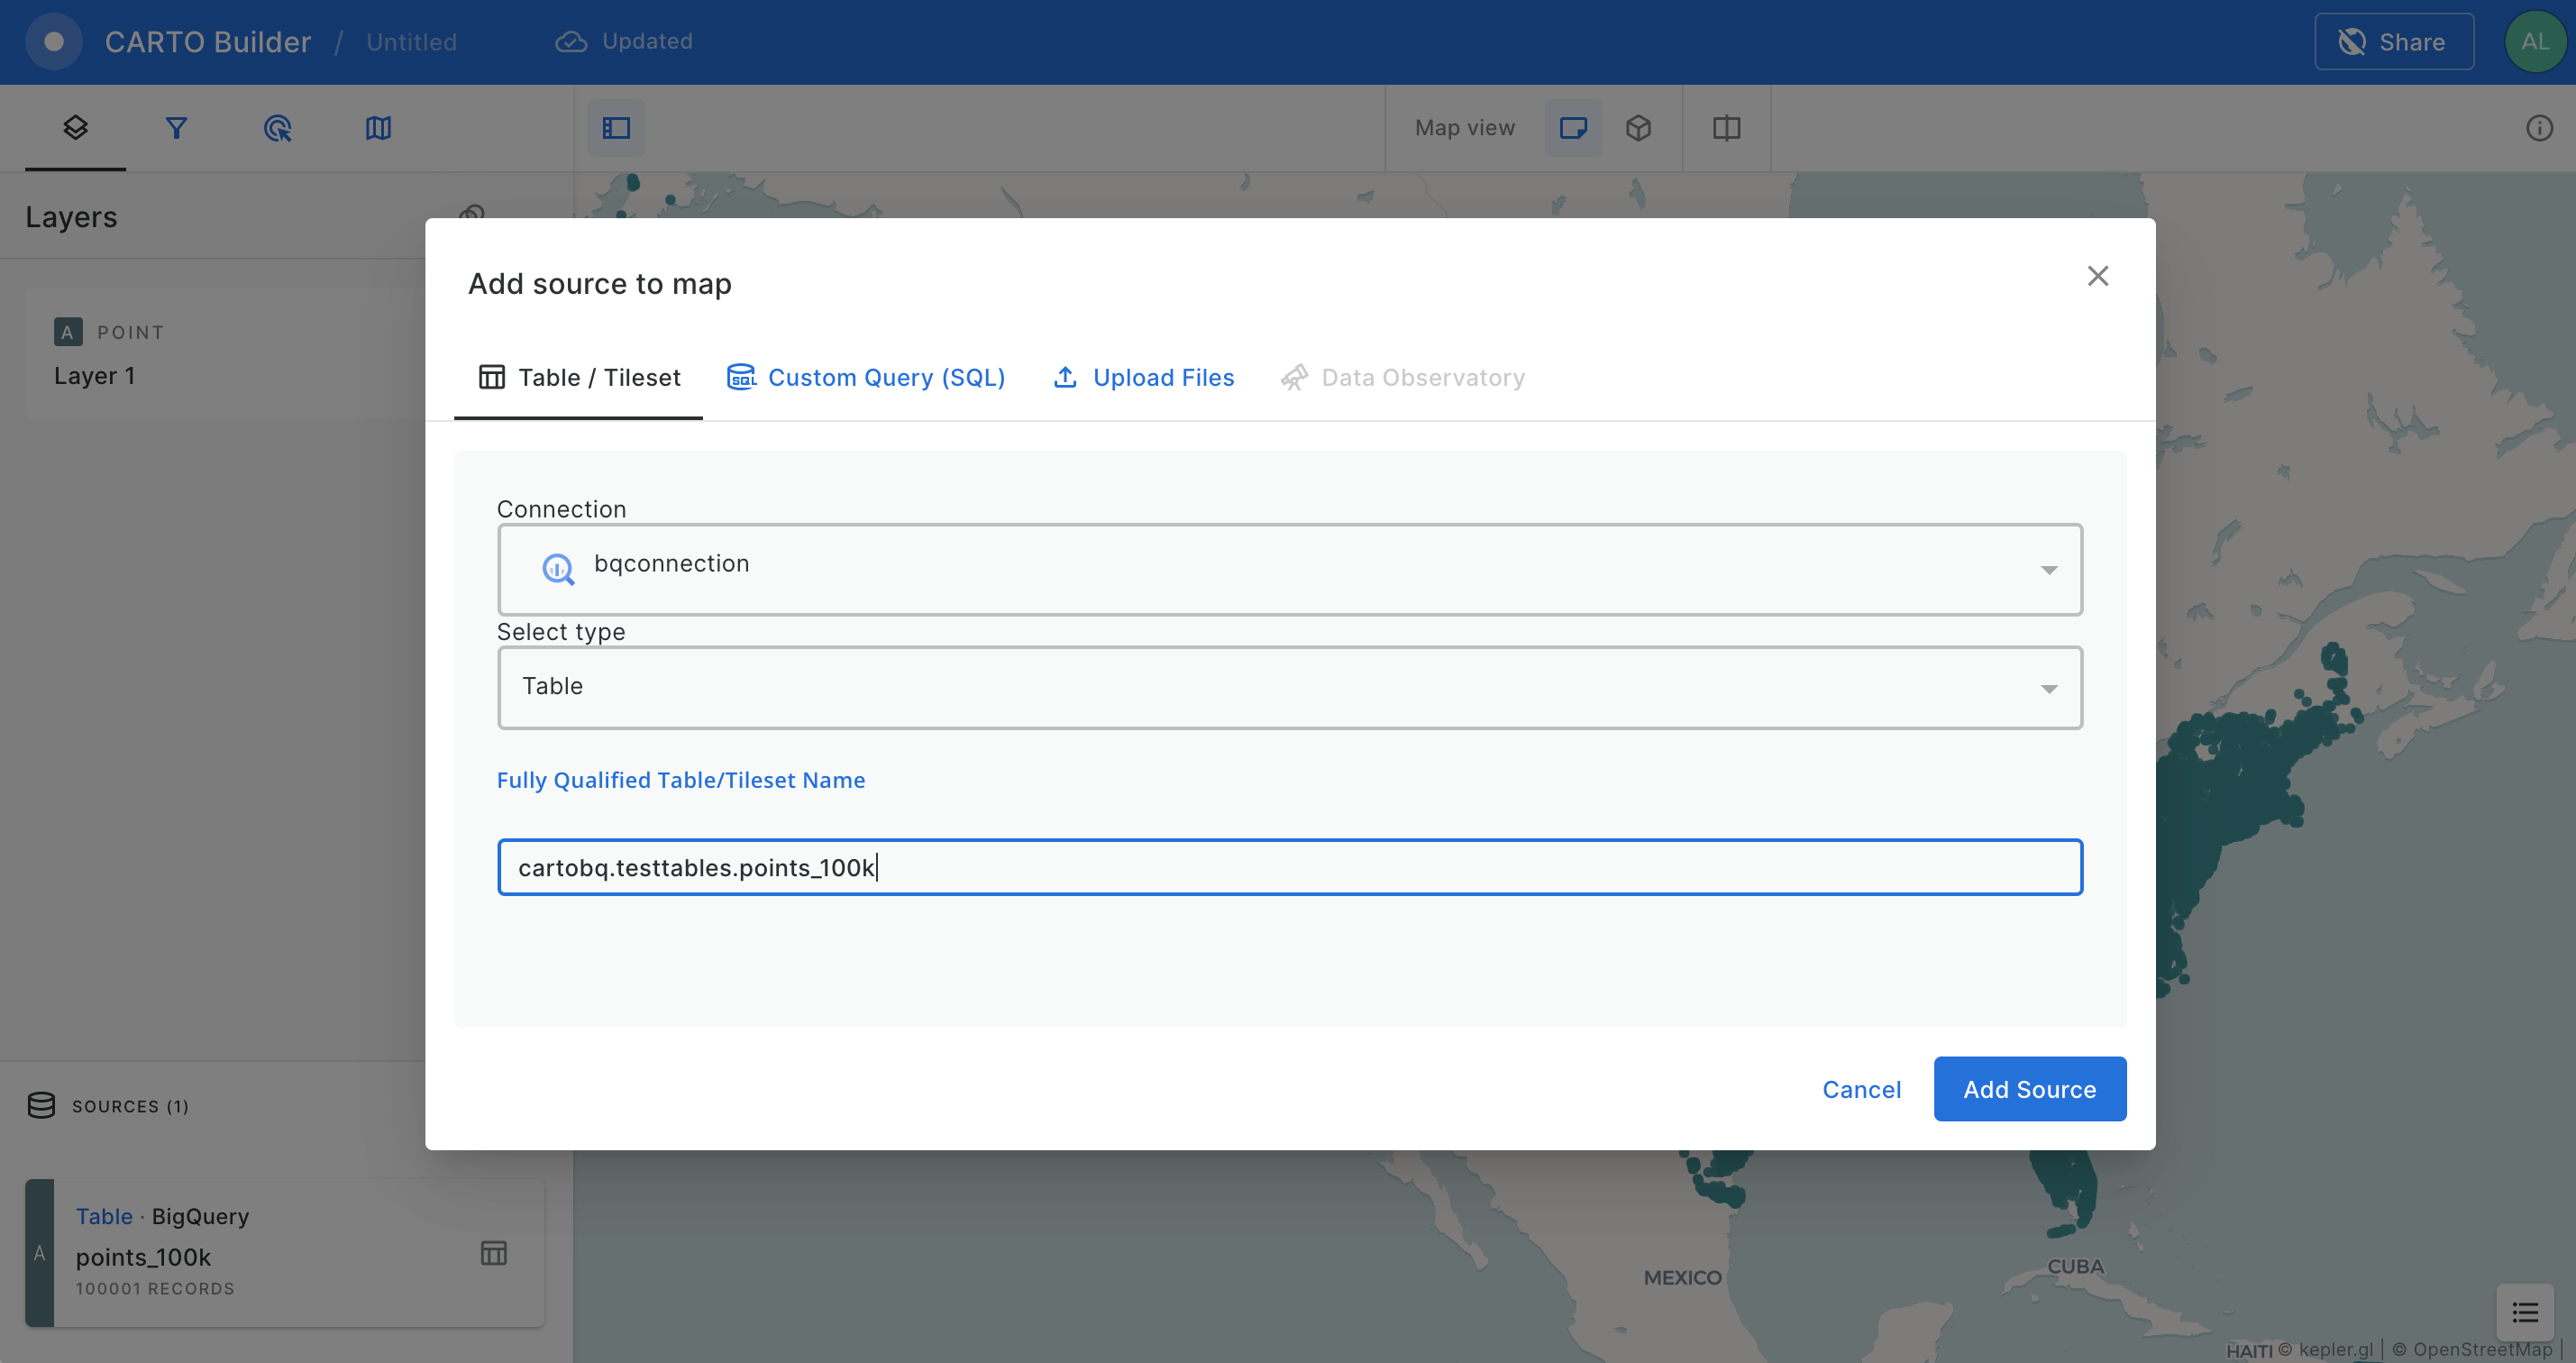 CARTO Builder / Untitled
Updated
Share
AL
Map view
Layers
A POINT
Layer 1
Add source to map
Table / Tileset
SQL Custom Query (SQL)
Upload Files
Data Observatory
Connection
bqconnection
Select type
Table
Fully Qualified Table/Tileset Name
cartobq.testtables.points_100k
Cancel
Add Source
SOURCES (1)
A
Table · BigQuery
points_100k
100001 RECORDS
MEXICO
CUBA
HAITI
© kepler.gl | © OpenStreetMap |